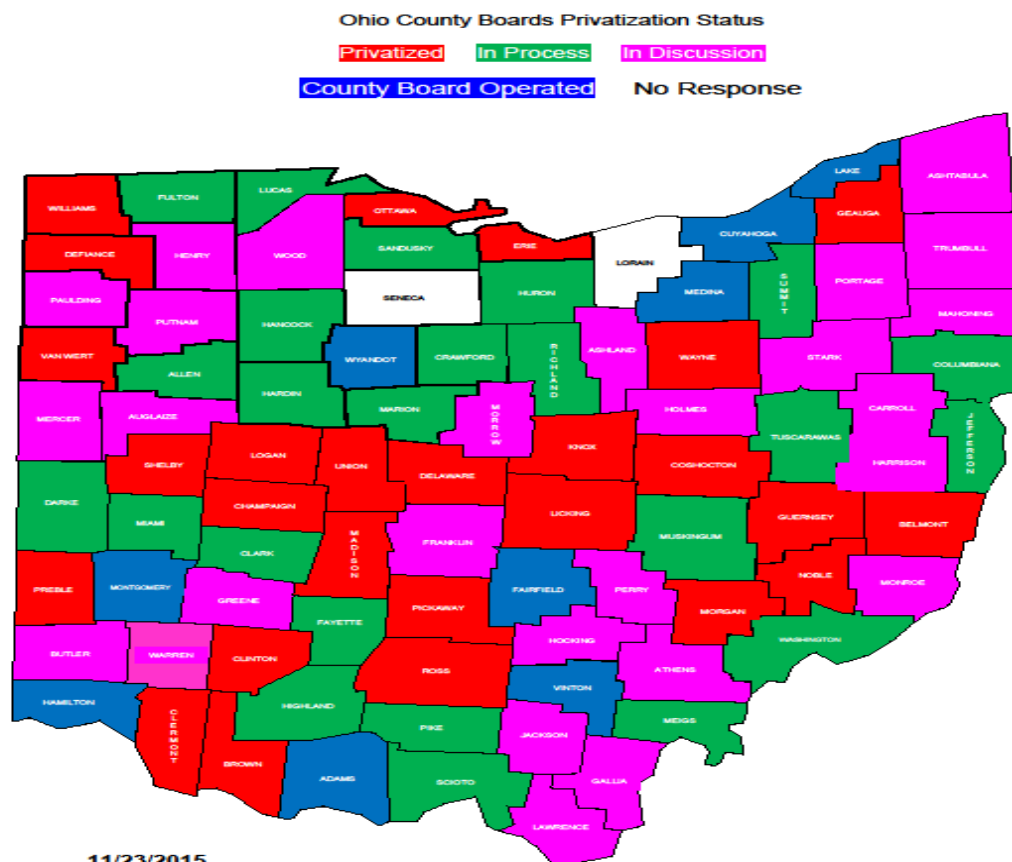 Ohio County Boards Privatization Status
Privatized In Process In Discussion
County Board Operated No Response
LAKE
ASHTABULA
WILLIAMS
FULTON
LUCAS
OTTAWA
GEAUGA
CUYAHOGA
DEFIANCE
HENRY
WOOD
SANDUSKY
ERIE
LORAIN
TRUMBULL
PAULDING
SENECA
HURON
MEDINA
SUMMIT
PORTAGE
PUTNAM
HANCOCK
MAHONING
VAN WERT
ALLEN
WYANDOT
CRAWFORD
RICHLAND
ASHLAND
WAYNE
STARK
COLUMBIANA
HARDIN
MERCER
AUGLAIZE
MARION
MORROW
HOLMES
CARROLL
TUSCARAWAS
JEFFERSON
SHELBY
LOGAN
UNION
DELAWARE
KNOX
COSHOCTON
HARRISON
DARKE
MIAMI
CHAMPAIGN
LICKING
GUERNSEY
BELMONT
CLARK
MADISON
FRANKLIN
MUSKINGUM
PREBLE
MONTGOMERY
GREENE
FAYETTE
PICKAWAY
FAIRFIELD
PERRY
MORGAN
NOBLE
MONROE
BUTLER
WARREN
CLINTON
ROSS
HOCKING
ATHENS
WASHINGTON
HAMILTON
CLERMONT
HIGHLAND
VINTON
PIKE
JACKSON
MEIGS
BROWN
ADAMS
SCIOTO
GALLIA
LAWRENCE
11/23/2015